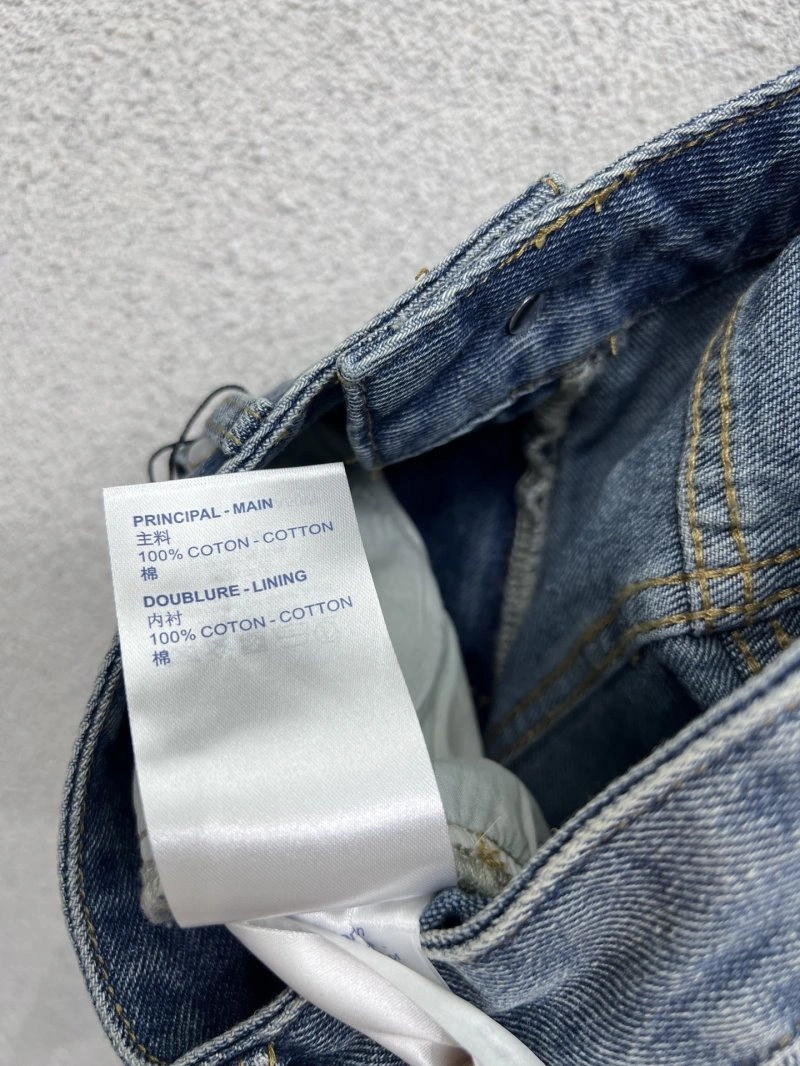 PRINCIPAL - MAIN
主料
100% COTON - COTTON
棉
DOUBLURE - LINING
内衬
100% COTON - COTTON
棉